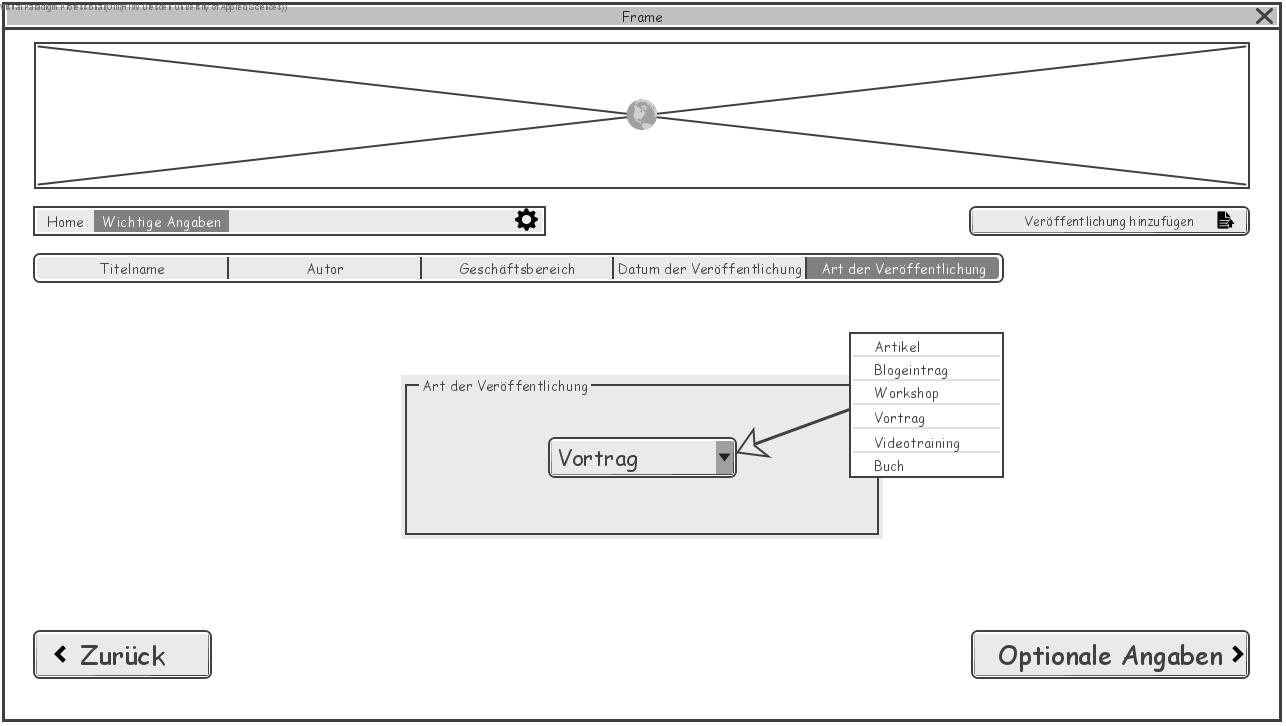 Visual Paradigm Professional(Olli(HTW Dresden University of Applied Sciences))
Frame
Home
Wichtige Angaben
Veröffentlichung hinzufügen
Titelname
Autor
Geschäftsbereich
Datum der Veröffentlichung
Art der Veröffentlichung
Artikel
Blogeintrag
Workshop
Vortrag
Videotraining
Buch
Art der Veröffentlichung
Vortrag
Zurück
Optionale Angaben